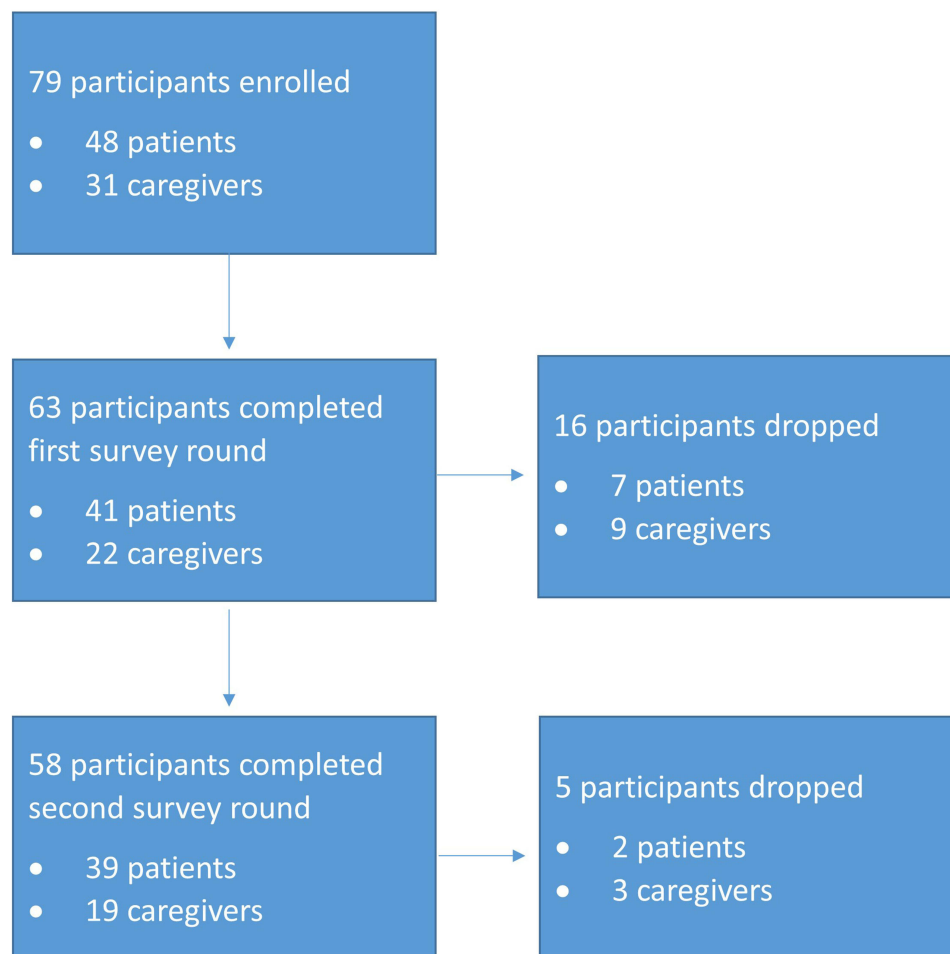 79 participants enrolled
• 48 patients
• 31 caregivers
63 participants completed
first survey round
• 41 patients
• 22 caregivers
16 participants dropped
• 7 patients
• 9 caregivers
58 participants completed
second survey round
• 39 patients
• 19 caregivers
5 participants dropped
• 2 patients
• 3 caregivers